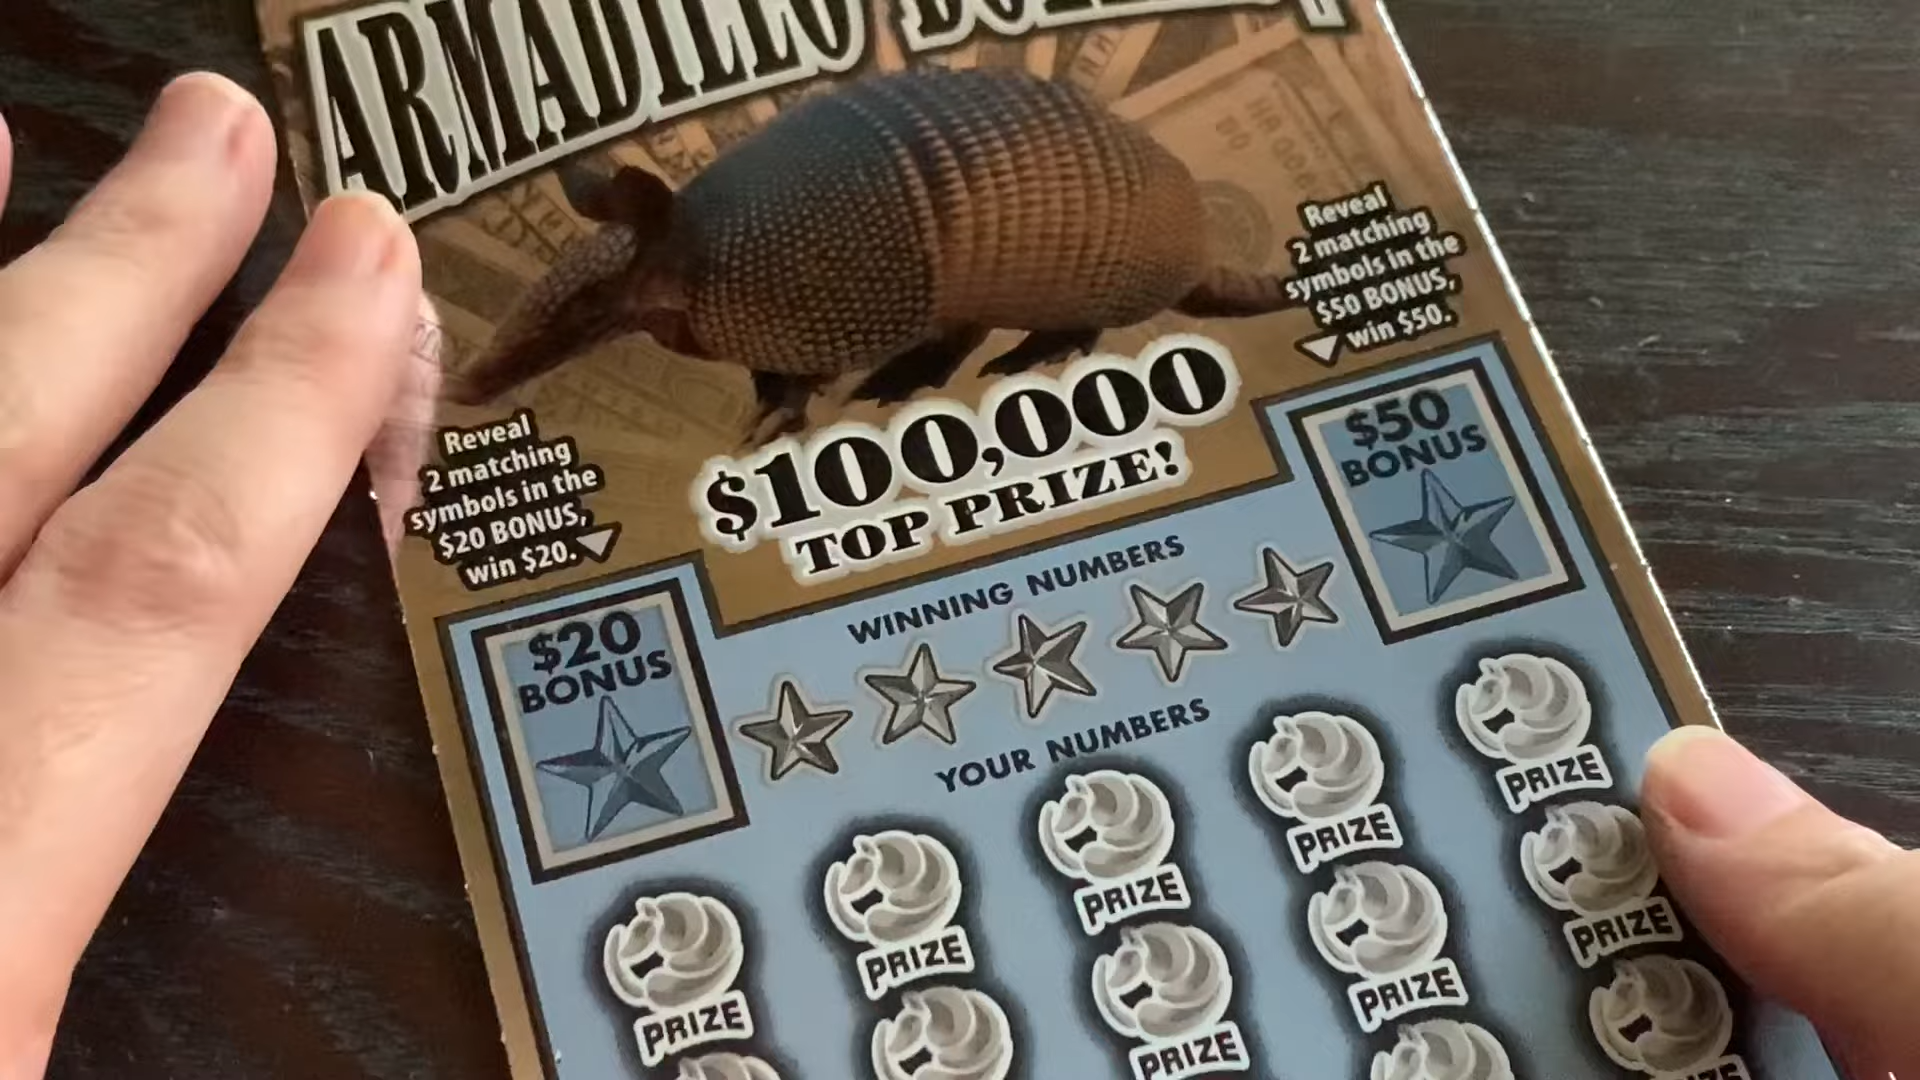 ARMADILLO
Reveal
2 matching
symbols in the
$50 BONUS,
win $50.
Reveal
2 matching
symbols in the
$20 BONUS,
win $20.
$100,000
TOP PRIZE!
$50
BONUS
WINNING NUMBERS
$20
BONUS
YOUR NUMBERS
PRIZE
PRIZE
PRIZE
PRIZE
PRIZE
PRIZE
PRIZE
PRIZE
PRIZE